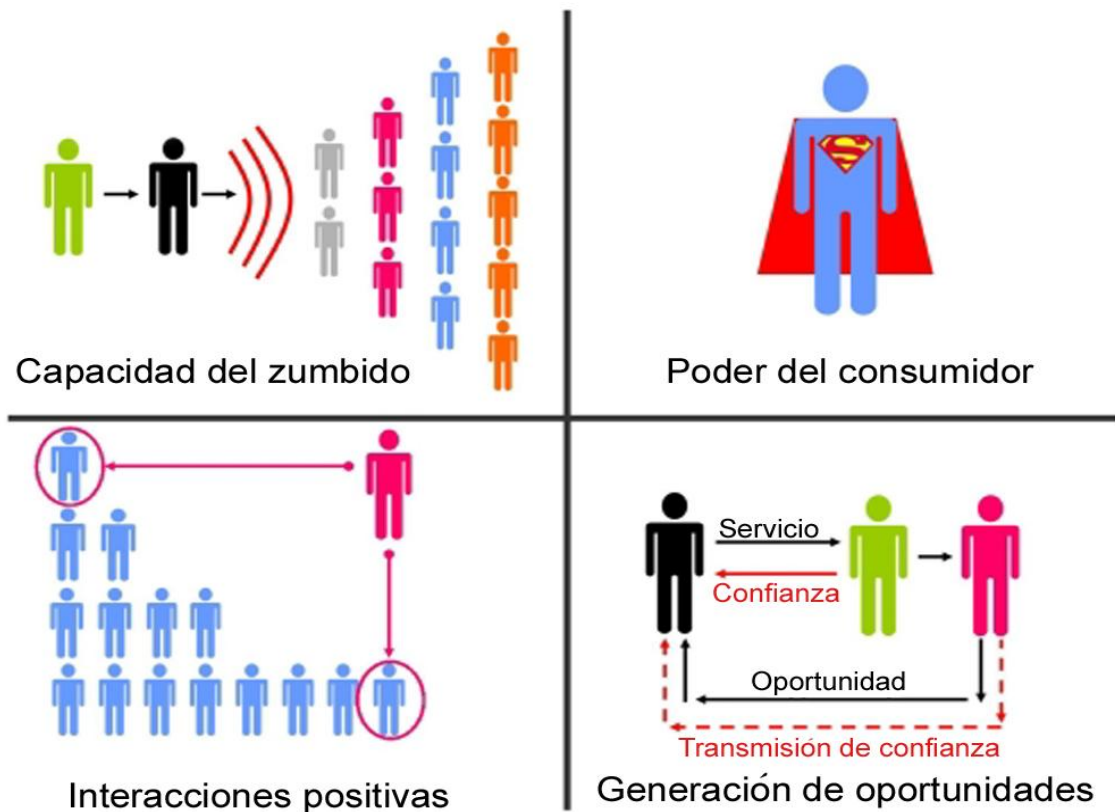 Capacidad del zumbido
Poder del consumidor
Interacciones positivas
Servicio
Confianza
Oportunidad
Transmisión de confianza
Generación de oportunidades
S